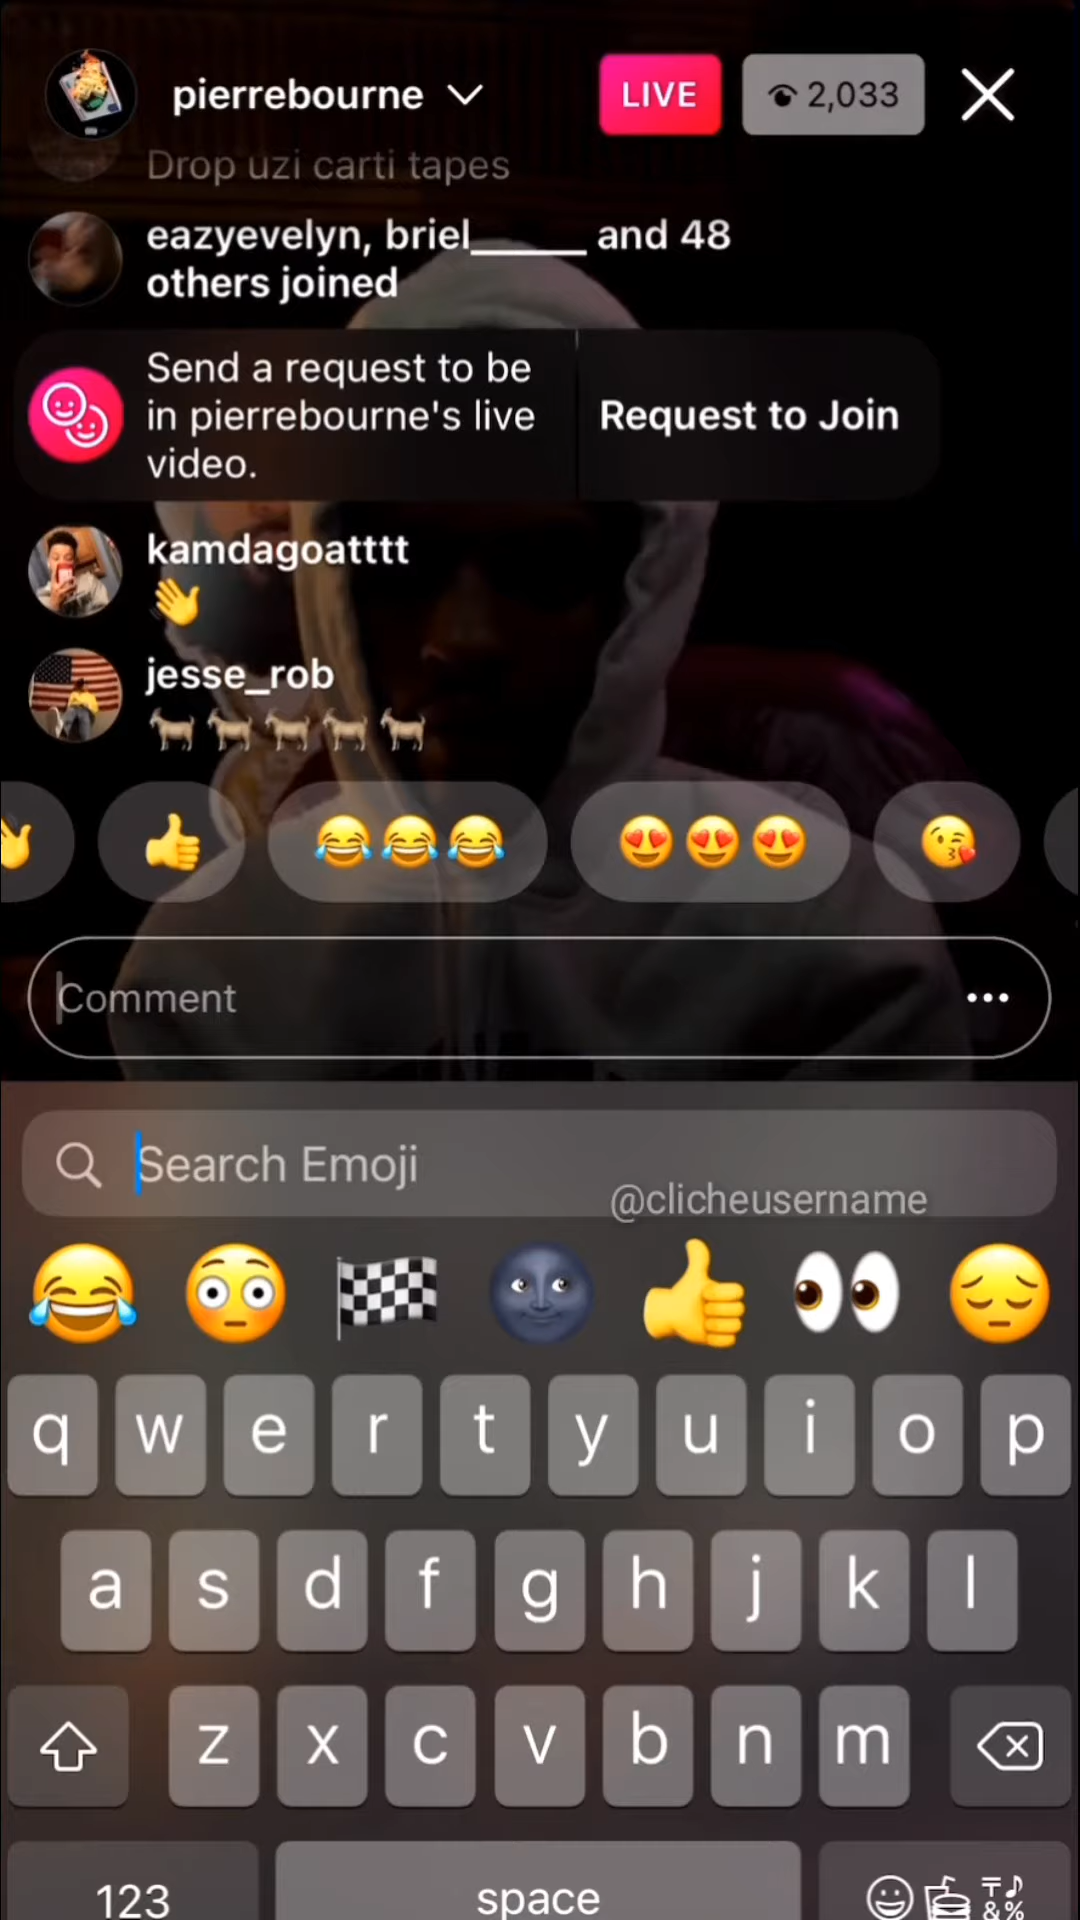 pierrebourne
LIVE
2,033
Drop uzi carti tapes
eazyevelyn, briel______ and 48
others joined
Send a request to be
in pierrebourne's live
video.
Request to Join
kamdagoatttt
jesse_rob
Comment
Search Emoji
@clicheusername
q w e r t y u i o p
a s d f g h j k l
z x c v b n m
123 space